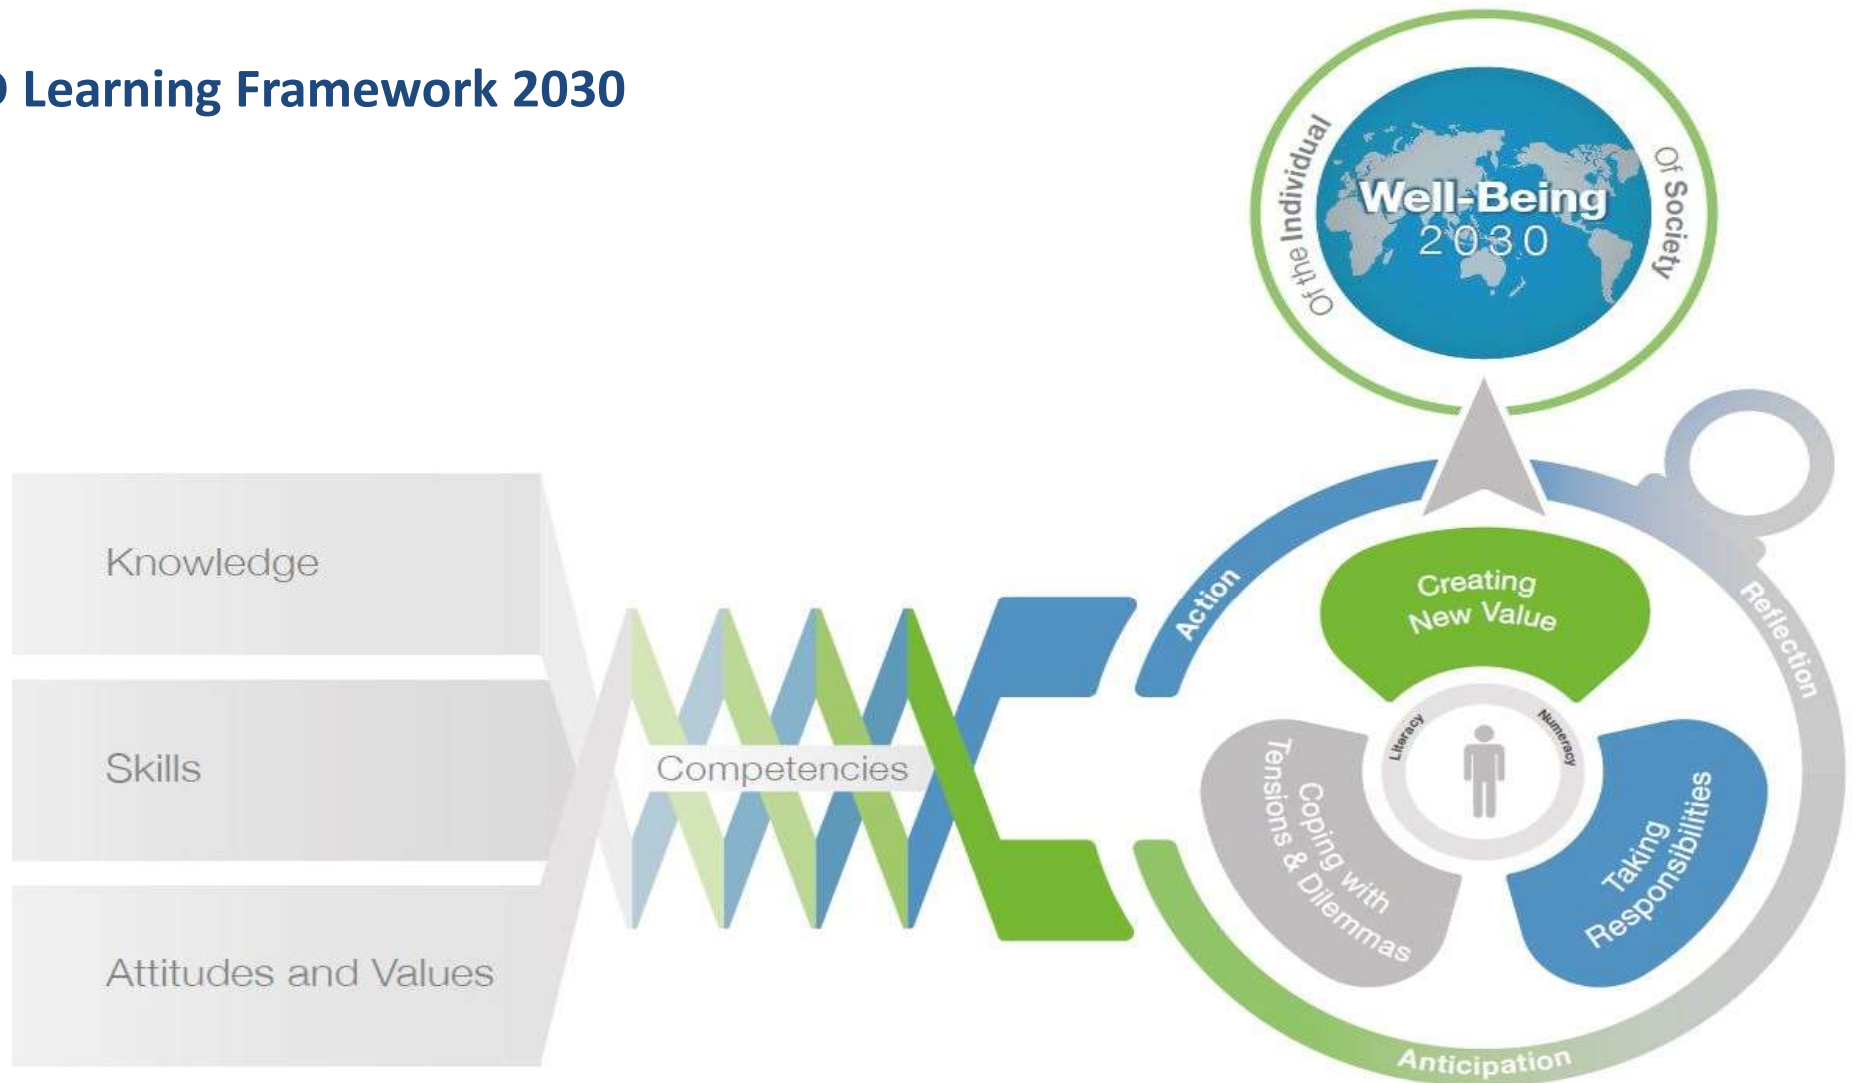 D Learning Framework 2030
Of the Individual
Well-Being
2030
Of Society
Knowledge
Skills
Attitudes and Values
Competencies
Action
Reflection
Anticipation
Creating
New Value
Literacy
Numeracy
Coping with
Tensions & Dilemmas
Taking
Responsibilities